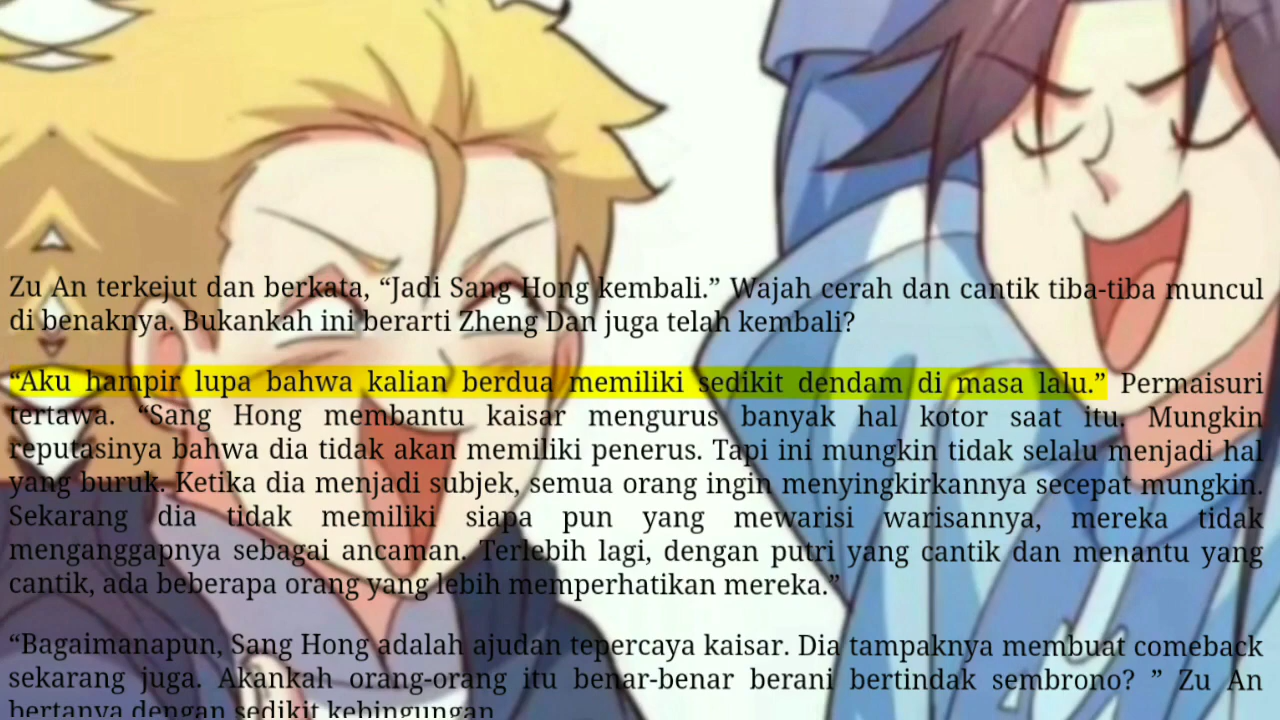 Zu An terkejut dan berkata, “Jadi Sang Hong kembali.” Wajah cerah dan cantik tiba-tiba muncul
di benaknya. Bukankah ini berarti Zheng Dan juga telah kembali?
“Aku hampir lupa bahwa kalian berdua memiliki sedikit dendam di masa lalu.” Permaisuri
tertawa. “Sang Hong membantu kaisar mengurus banyak hal kotor saat itu. Mungkin
reputasinya bahwa dia tidak akan memiliki penerus. Tapi ini mungkin tidak selalu menjadi hal
yang buruk. Ketika dia menjadi subjek, semua orang ingin menyingkirkannya secepat mungkin.
Sekarang dia tidak memiliki siapa pun yang mewarisi warisannya, mereka tidak
menganggapnya sebagai ancaman. Terlebih lagi, dengan putri yang cantik dan menantu yang
cantik, ada beberapa orang yang lebih memperhatikan mereka.”
“Bagaimanapun, Sang Hong adalah ajudan tepercaya kaisar. Dia tampaknya membuat comeback
sekarang juga. Akankah orang-orang itu benar-benar berani bertindak sembrono? ” Zu An
bertanya dengan sedikit kebingungan